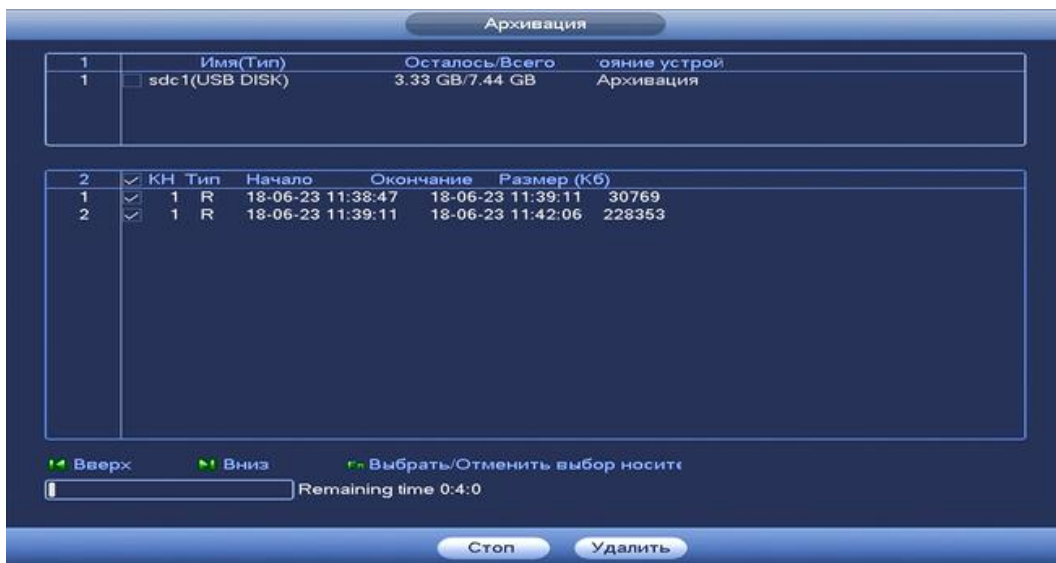 Архивация
1 Имя(Тип) Осталось/Всего ояние устрой
1 sdc1(USB DISK) 3.33 GB/7.44 GB Архивация
2 КН Тип Начало Окончание Размер (Кб)
1 1 R 18-06-23 11:38:47 18-06-23 11:39:11 30769
2 1 R 18-06-23 11:39:11 18-06-23 11:42:06 228353
Вверх Вниз Fn Выбрать/Отменить выбор носите
Remaining time 0:4:0
Стоп Удалить